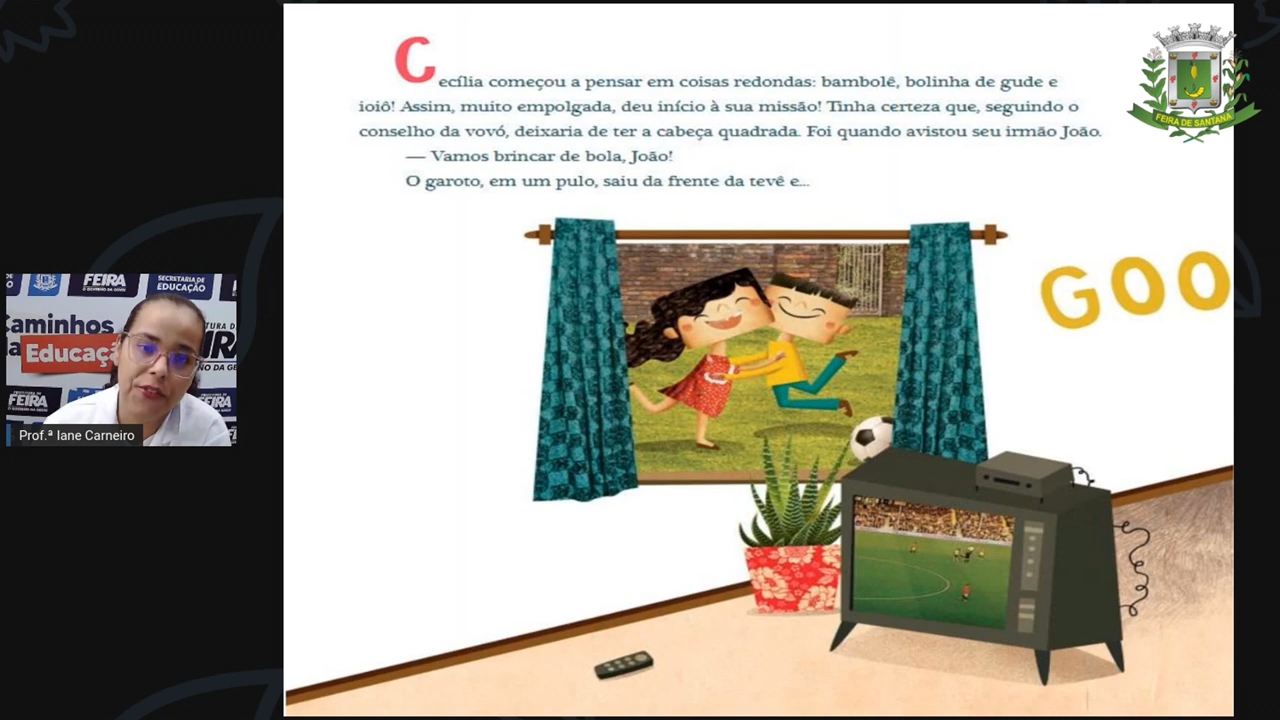 Cecília começou a pensar em coisas redondas: bambolê, bolinha de gude e
ioiô! Assim, muito empolgada, deu início à sua missão! Tinha certeza que, seguindo o
conselho da vovó, deixaria de ter a cabeça quadrada. Foi quando avistou seu irmão João.
— Vamos brincar de bola, João!
O garoto, em um pulo, saiu da frente da tevê e...
GOO
FEIRA DE SANTANA
FEIRA
SECRETARIA DE
EDUCAÇÃO
Caminhos
Educaç
FEIRA
Prof.ª Iane Carneiro